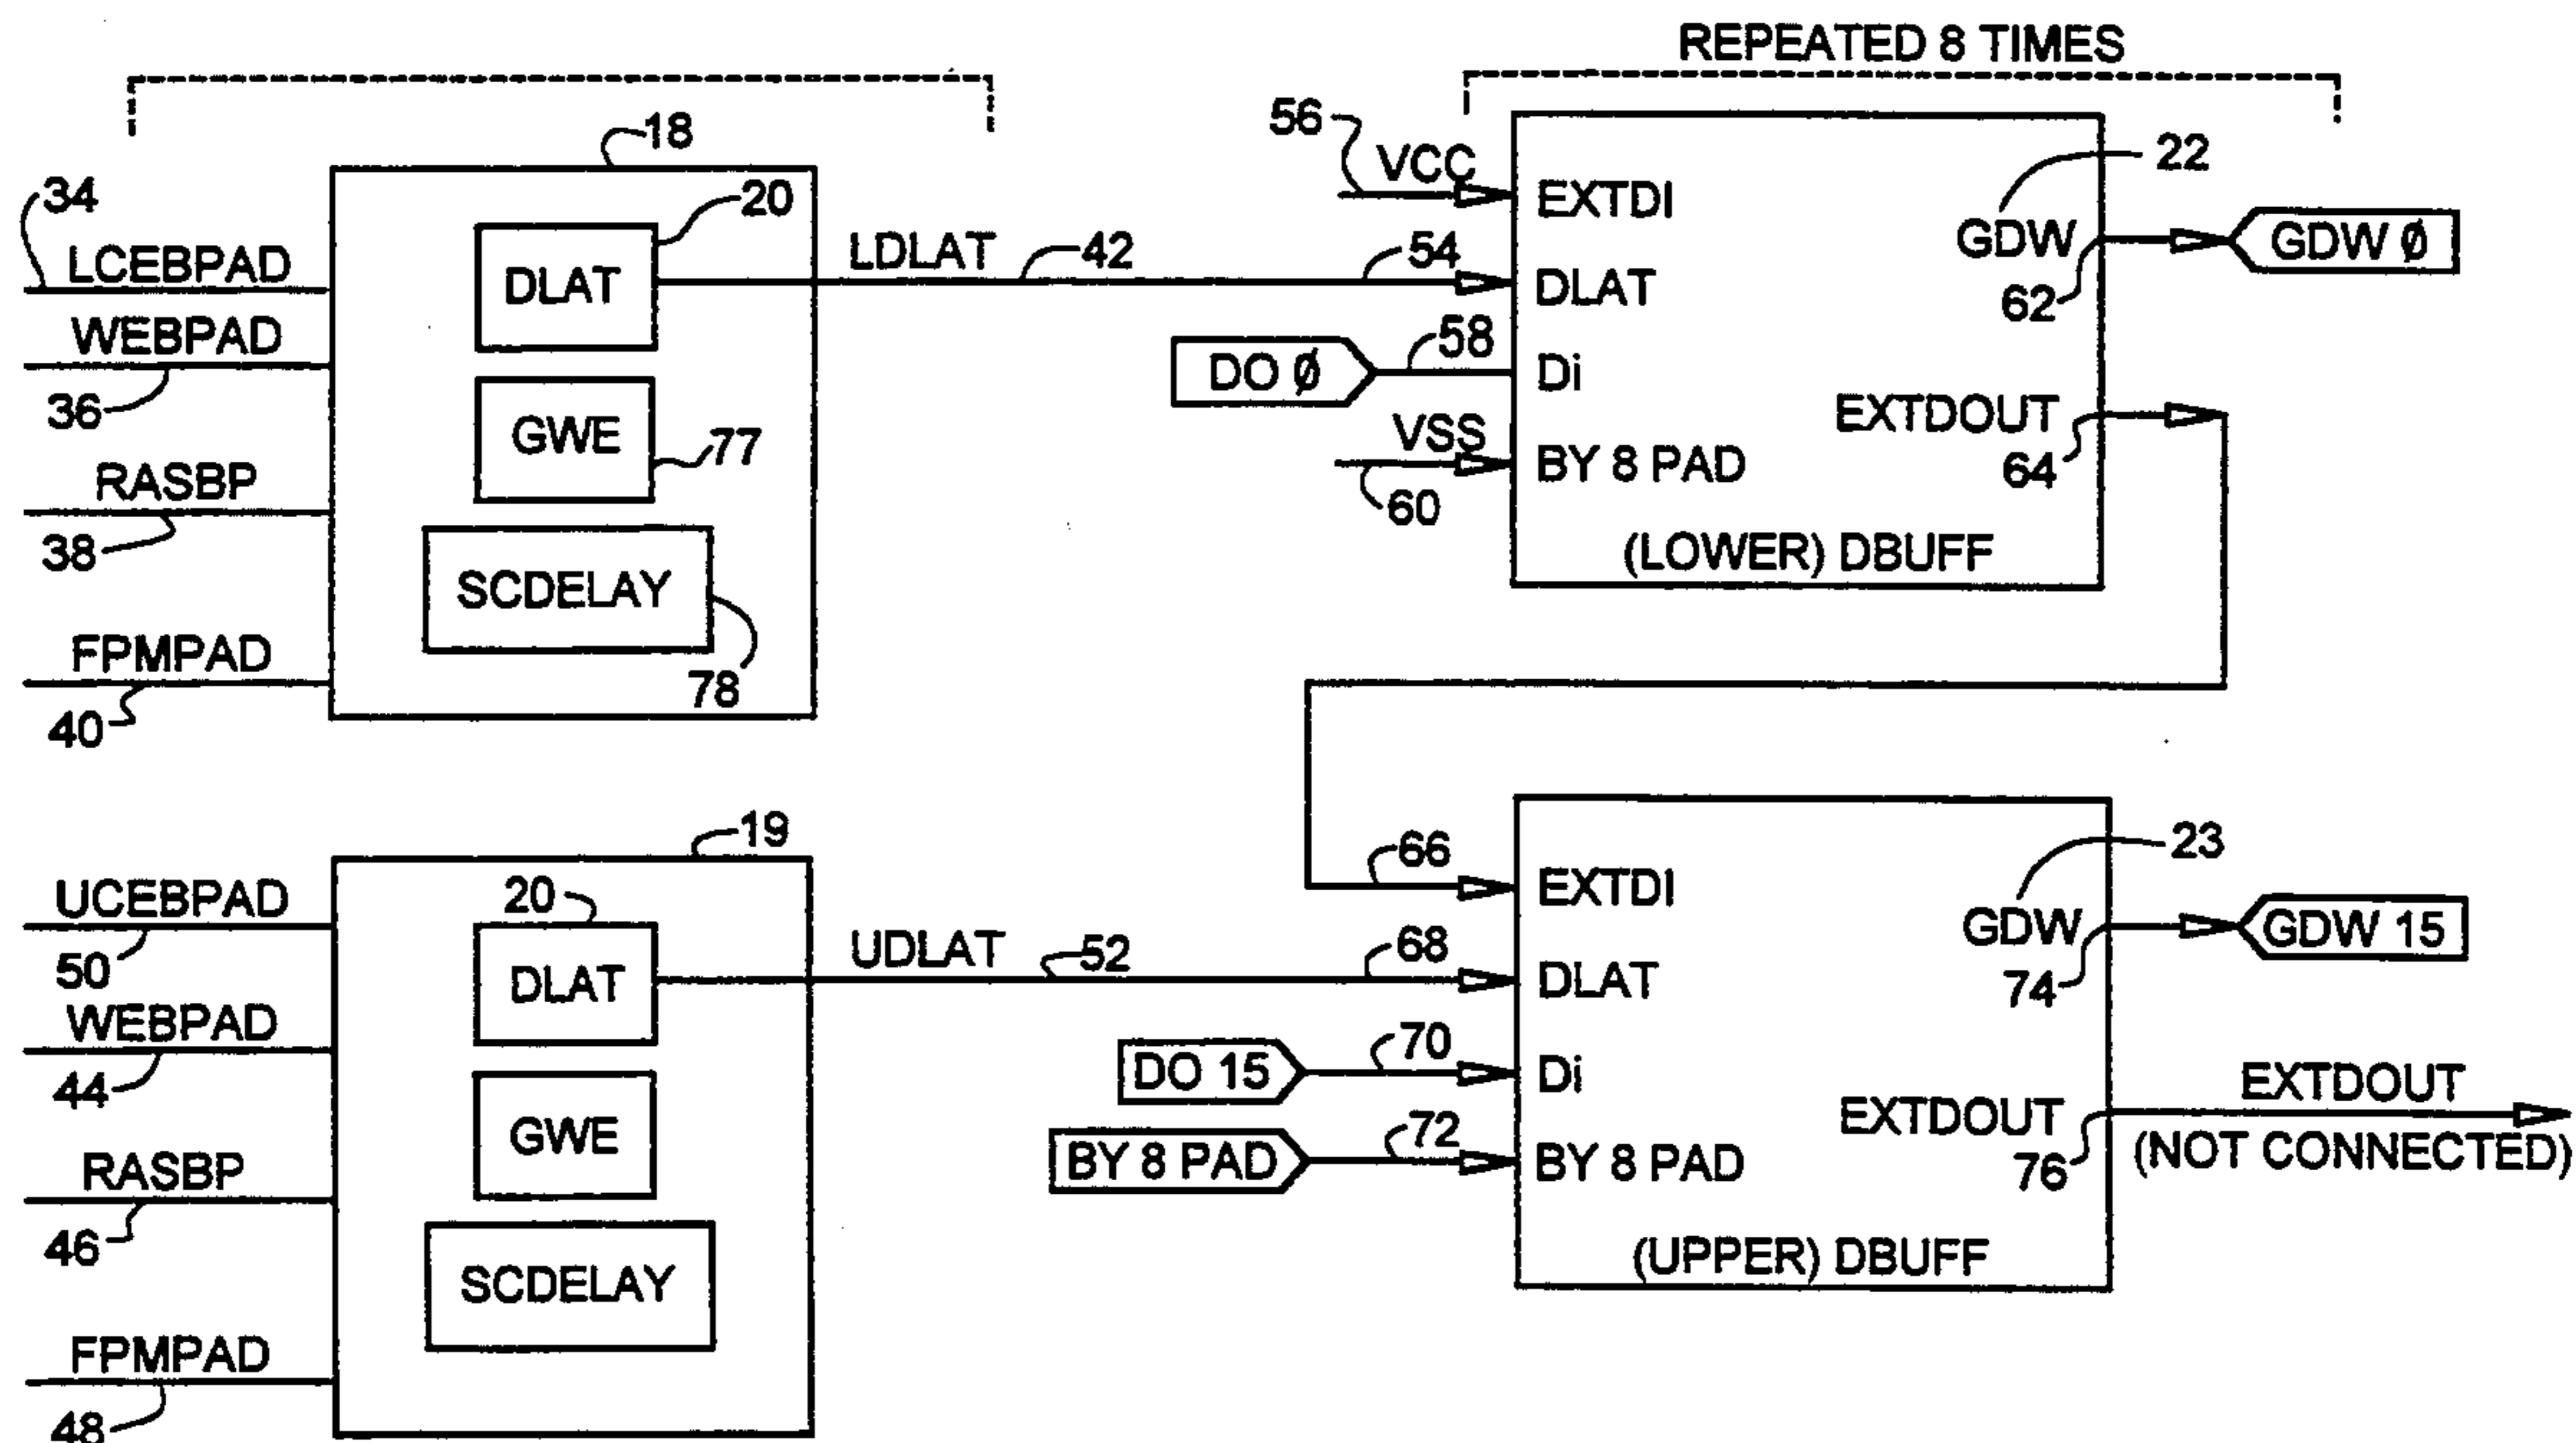 REPEATED 8 TIMES
18
34
LCEBPAD
WEBPAD
36
RASBP
38
FPMPAD
40
20
DLAT
GWE
77
SCDELAY
78
LDLAT
42
54
56
VCC
EXTDI
DLAT
DO Ø
58
Di
VSS
60
BY 8 PAD
(LOWER) DBUFF
22
GDW
62
GDW Ø
EXTDOUT
64
19
UCEBPAD
50
WEBPAD
44
RASBP
46
FPMPAD
48
20
DLAT
GWE
SCDELAY
UDLAT
52
68
66
EXTDI
DLAT
DO 15
70
Di
BY 8 PAD
72
BY 8 PAD
(UPPER) DBUFF
23
GDW
74
GDW 15
EXTDOUT
76
EXTDOUT
(NOT CONNECTED)